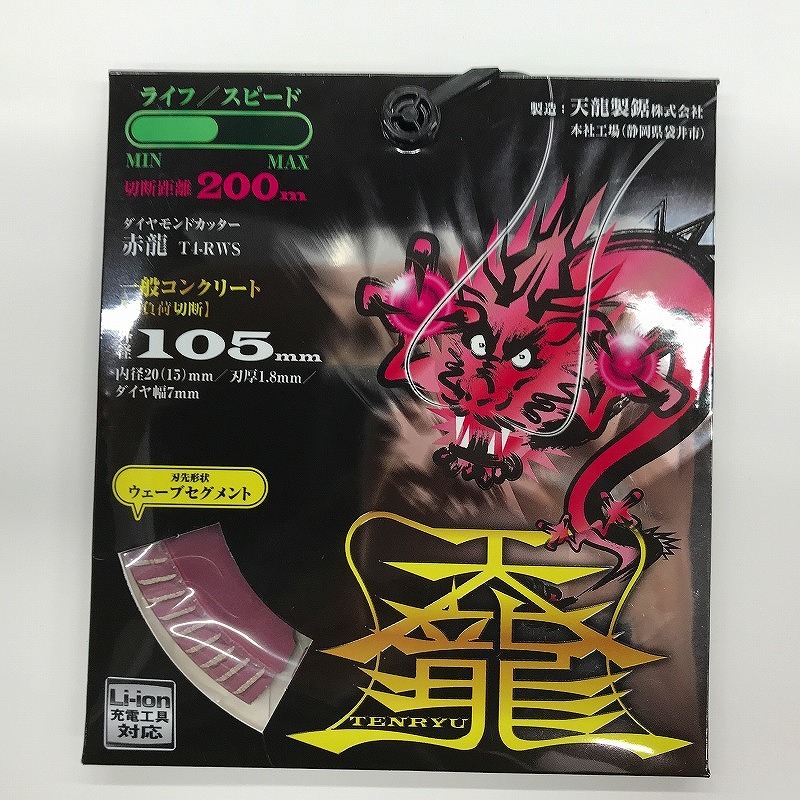 ライフ／スピード
MIN MAX
切断距離 200m
ダイヤモンドカッター
赤龍 T4-RWS
一般コンクリート
負荷切断】
径 105mm
内径20(15)mm／刃厚1.8mm／
ダイヤ幅7mm
製造：天龍製鋸株式会社
本社工場(静岡県袋井市)
刃先形状
ウェーブセグメント
天龍
TENRYU
Li-ion
充電工具
対応